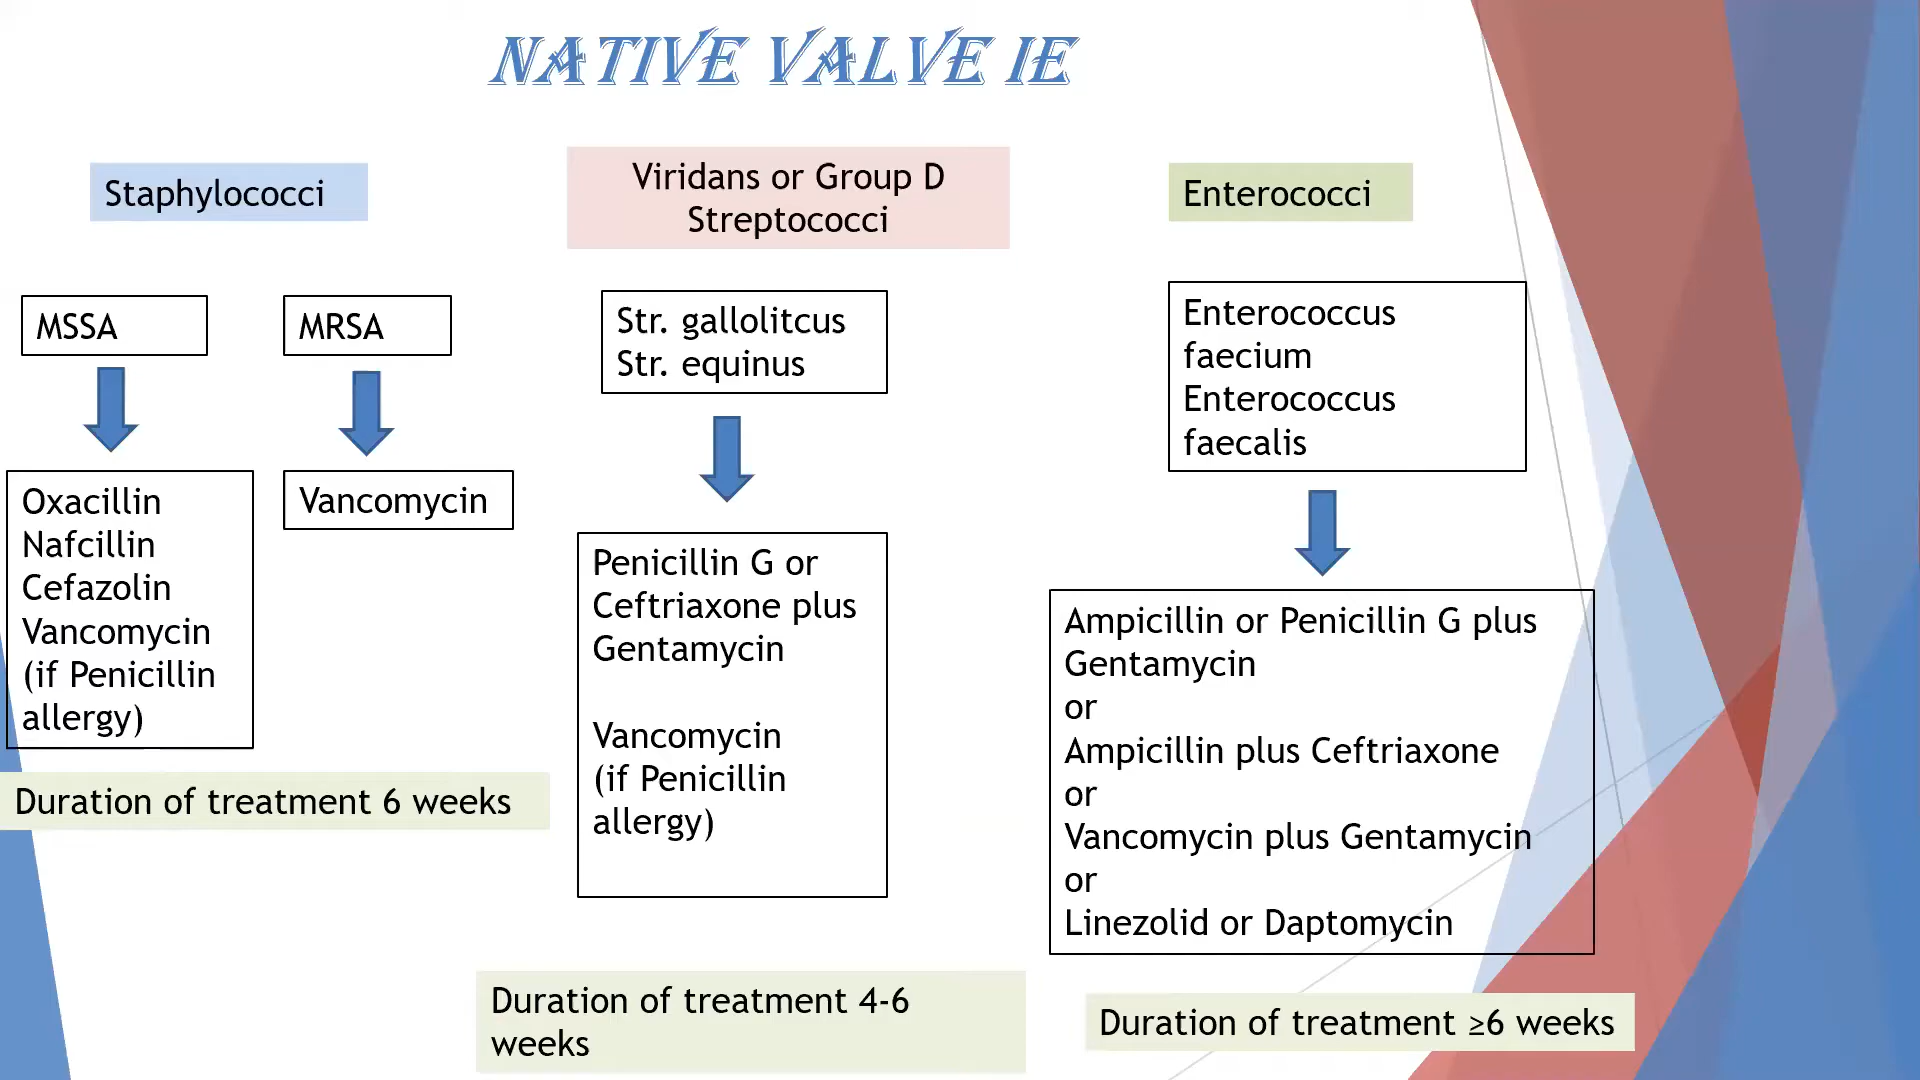 NATIVE VALVE IE
Staphylococci
MSSA
MRSA
Oxacillin
Nafcillin
Cefazolin
Vancomycin
(if Penicillin
allergy)
Vancomycin
Duration of treatment 6 weeks
Viridans or Group D
Streptococci
Str. gallolitcus
Str. equinus
Penicillin G or
Ceftriaxone plus
Gentamycin
Vancomycin
(if Penicillin
allergy)
Duration of treatment 4-6
weeks
Enterococci
Enterococcus
faecium
Enterococcus
faecalis
Ampicillin or Penicillin G plus
Gentamycin
or
Ampicillin plus Ceftriaxone
or
Vancomycin plus Gentamycin
or
Linezolid or Daptomycin
Duration of treatment ≥6 weeks